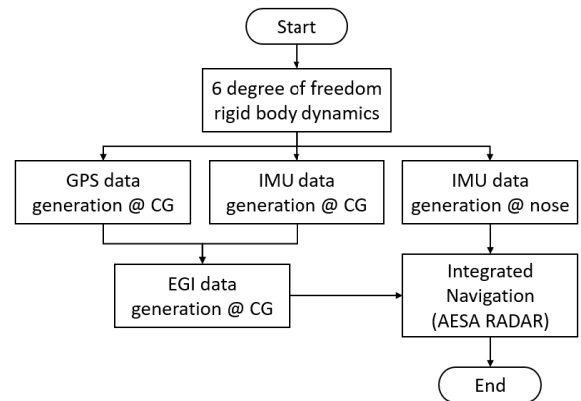 Start
6 degree of freedom
rigid body dynamics
GPS data
generation @ CG
IMU data
generation @ CG
IMU data
generation @ nose
EGI data
generation @ CG
Integrated
Navigation
(AESA RADAR)
End